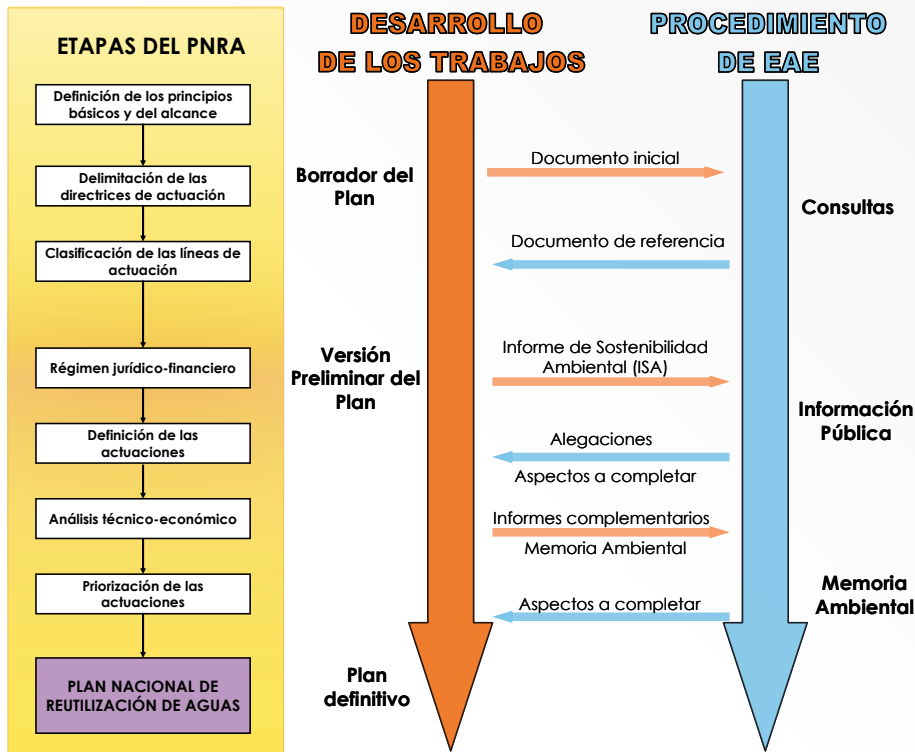 ETAPAS DEL PNRA
Definición de los principios
básicos y del alcance
Delimitación de las
directrices de actuación
Clasificación de las líneas de
actuación
Régimen jurídico-financiero
Definición de las
actuaciones
Análisis técnico-económico
Priorización de las
actuaciones
PLAN NACIONAL DE
REUTILIZACIÓN DE AGUAS
DESARROLLO
DE LOS TRABAJOS
Borrador del
Plan
Versión
Preliminar del
Plan
Plan
definitivo
Documento inicial
Documento de referencia
Informe de Sostenibilidad
Ambiental (ISA)
Alegaciones
Aspectos a completar
Informes complementarios
Memoria Ambiental
Aspectos a completar
PROCEDIMIENTO
DE EAE
Consultas
Información
Pública
Memoria
Ambiental